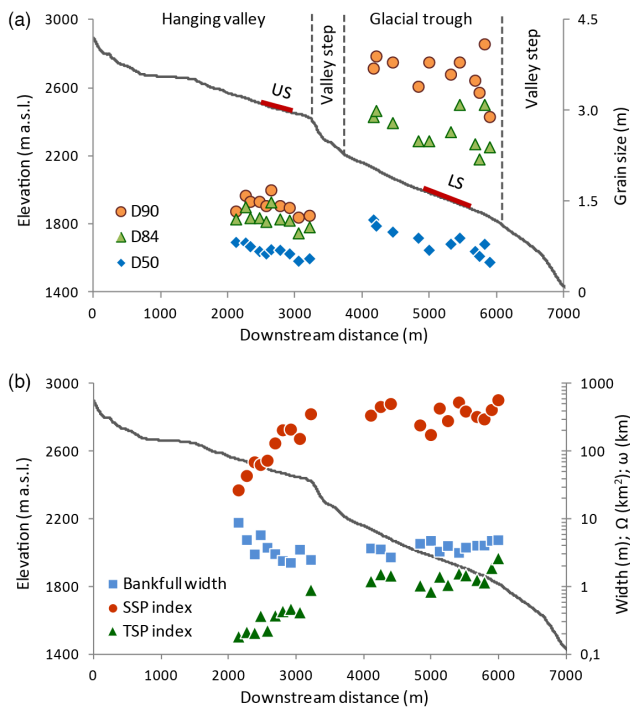 (a)
Hanging valley
Valley step
Glacial trough
Valley step
3000
2600
2200
1800
1400
Elevation (m a.s.l.)
4.5
3.0
1.5
0
Grain size (m)
US
LS
D90
D84
D50
0 1000 2000 3000 4000 5000 6000 7000
Downstream distance (m)
(b)
3000
2600
2200
1800
1400
Elevation (m a.s.l.)
1000
100
10
1
0,1
Width (m); Ω (km²); ω (km)
Bankfull width
SSP index
TSP index
0 1000 2000 3000 4000 5000 6000 7000
Downstream distance (m)